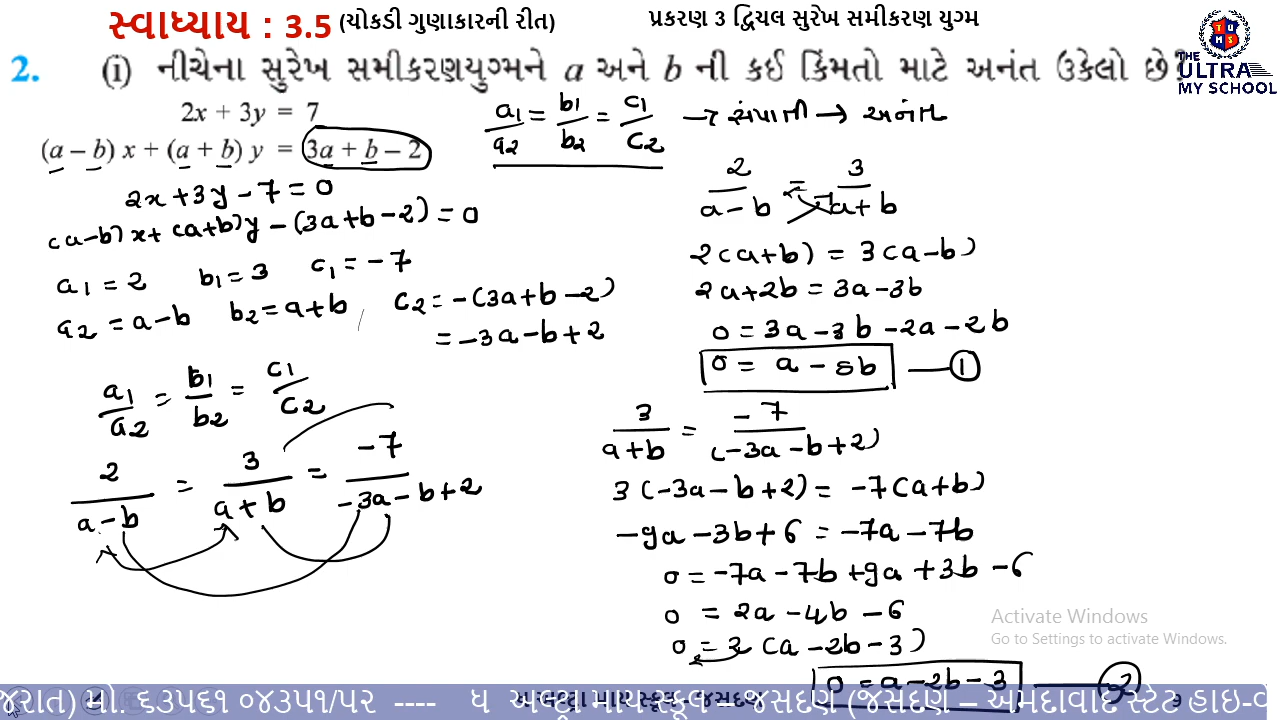 સ્વાધ્યાય : 3.5 (ચોકડી ગુણાકારની રીત)
પ્રકરણ 3 દ્વિચલ સુરેખ સમીકરણ યુગ્મ
THE ULTRA MY SCHOOL
2. (i) નીચેના સુરેખ સમીકરણયુગ્મને a અને b ની કઈ કિંમતો માટે અનંત ઉકેલો છે?
2x + 3y = 7
(a – b) x + (a + b) y = 3a + b – 2
a₁/a₂ = b₁/b₂ = c₁/c₂ → સંપાતી → અનંત
2x + 3y - 7 = 0
(a-b)x + (a+b)y - (3a+b-2) = 0
a₁ = 2 b₁ = 3 c₁ = -7
a₂ = a-b b₂ = a+b c₂ = -(3a+b-2)
= -3a-b+2
a₁/a₂ = b₁/b₂ = c₁/c₂
2/(a-b) = 3/(a+b) = -7/(-3a-b+2)
2/(a-b) = 3/(a+b)
2(a+b) = 3(a-b)
2a+2b = 3a-3b
0 = 3a-3b-2a-2b
0 = a-5b —①
3/(a+b) = -7/(-3a-b+2)
3(-3a-b+2) = -7(a+b)
-9a-3b+6 = -7a-7b
0 = -7a-7b+9a+3b-6
0 = 2a-4b-6
0 = 2(a-2b-3)
0 = a-2b-3 —②
Activate Windows
Go to Settings to activate Windows.
જરાત) મો. ૬૩૫૬૧ ૦૪૩૫૧/૫૨ ----